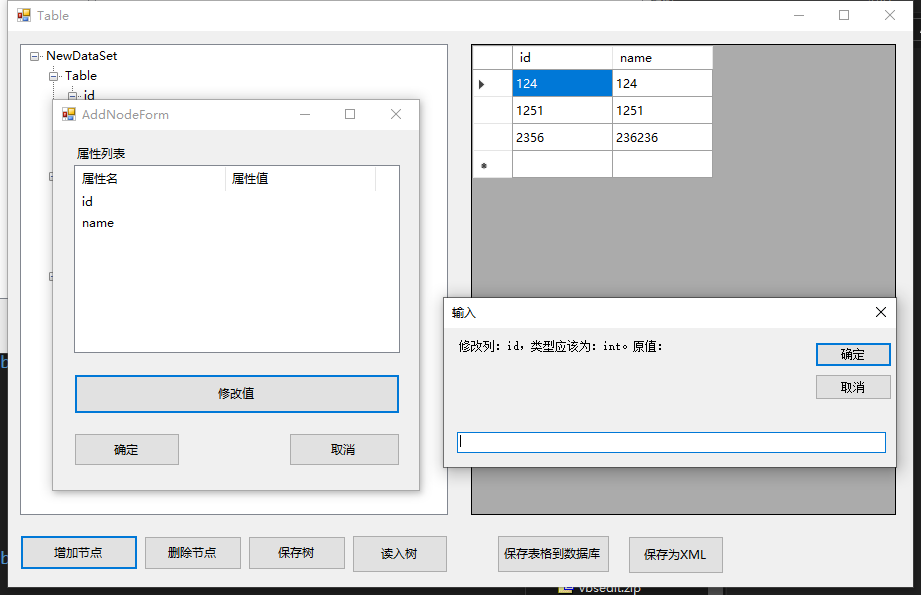 Table
NewDataSet
Table
id
AddNodeForm
属性列表
属性名 属性值
id
name
修改值
确定 取消
id name
124 124
1251 1251
2356 236236
输入
修改列：id，类型应该为：int。原值：
确定
取消
增加节点 删除节点 保存树 读入树 保存表格到数据库 保存为XML
vbsedit.zip